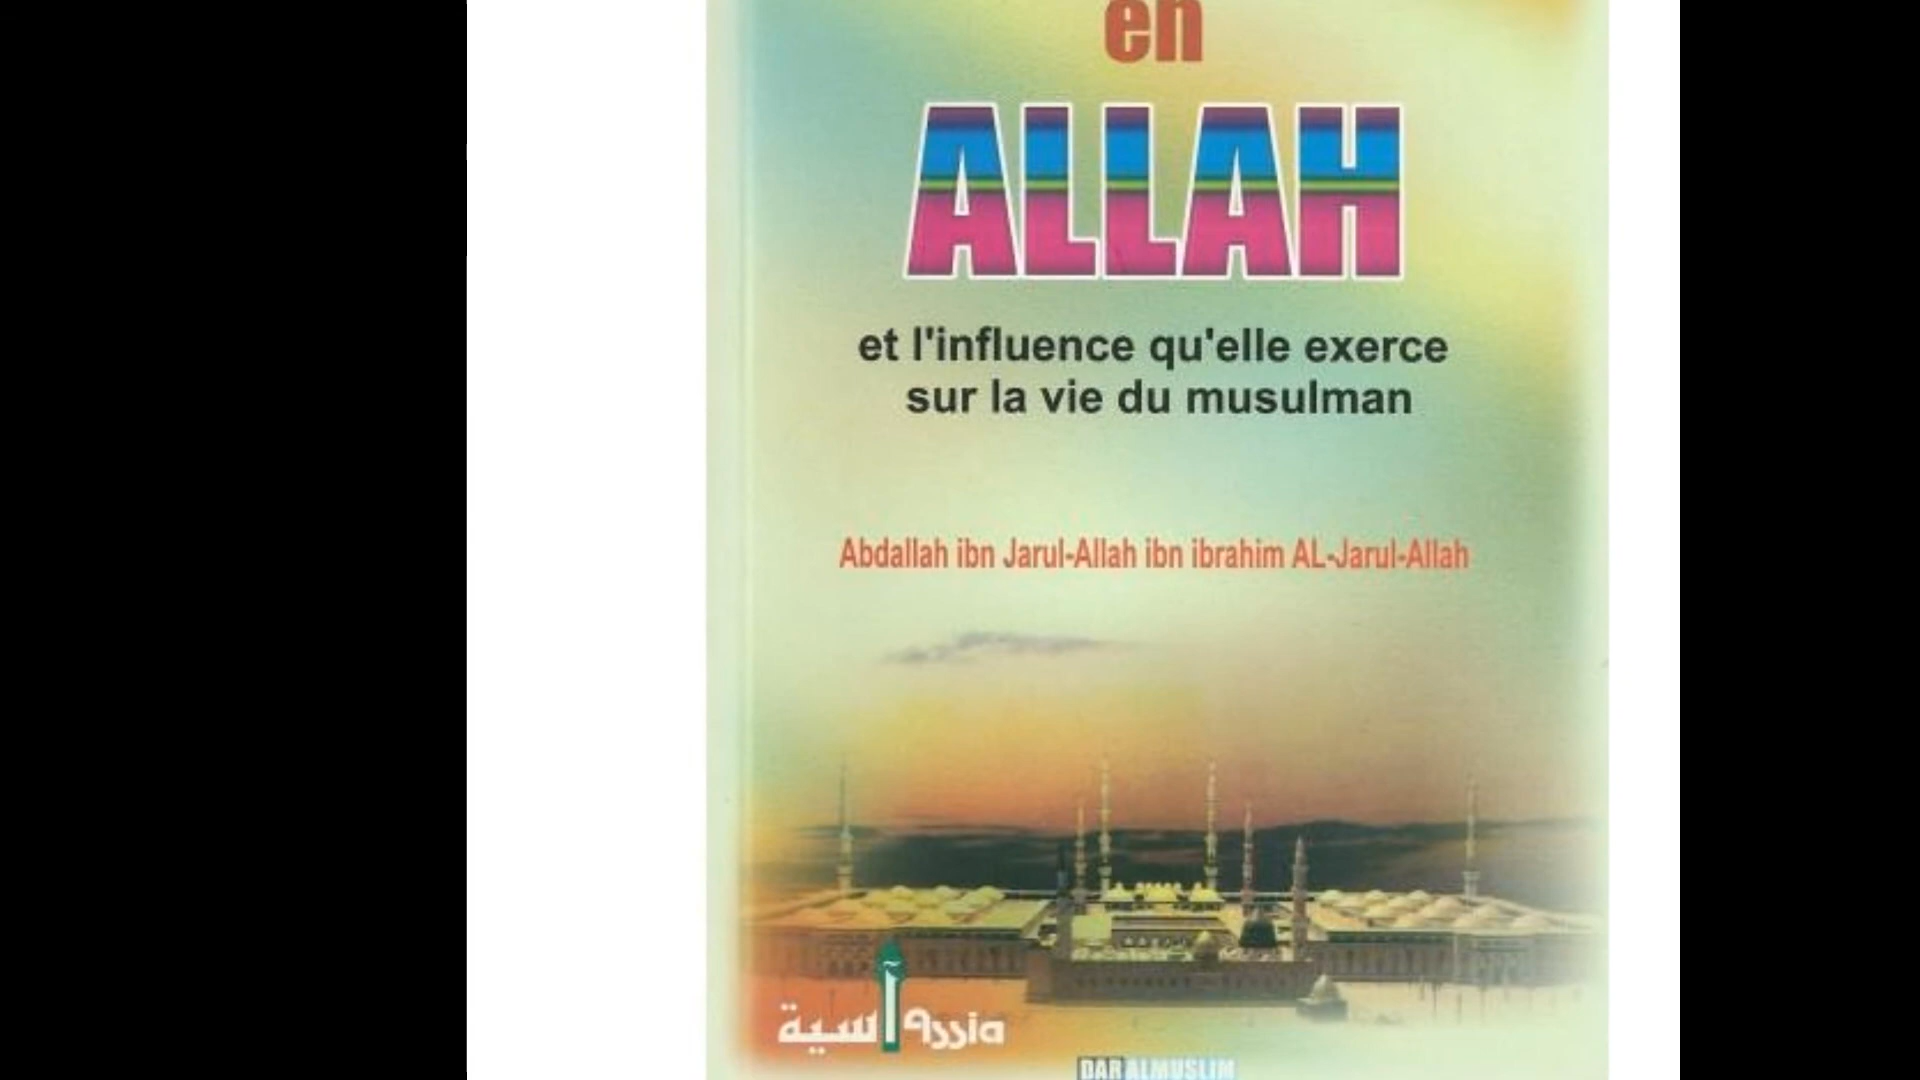 en
ALLAH
et l'influence qu'elle exerce
sur la vie du musulman
Abdallah ibn Jarul-Allah ibn ibrahim AL-Jarul-Allah
آسية Assia
DAR ALMUSLIM